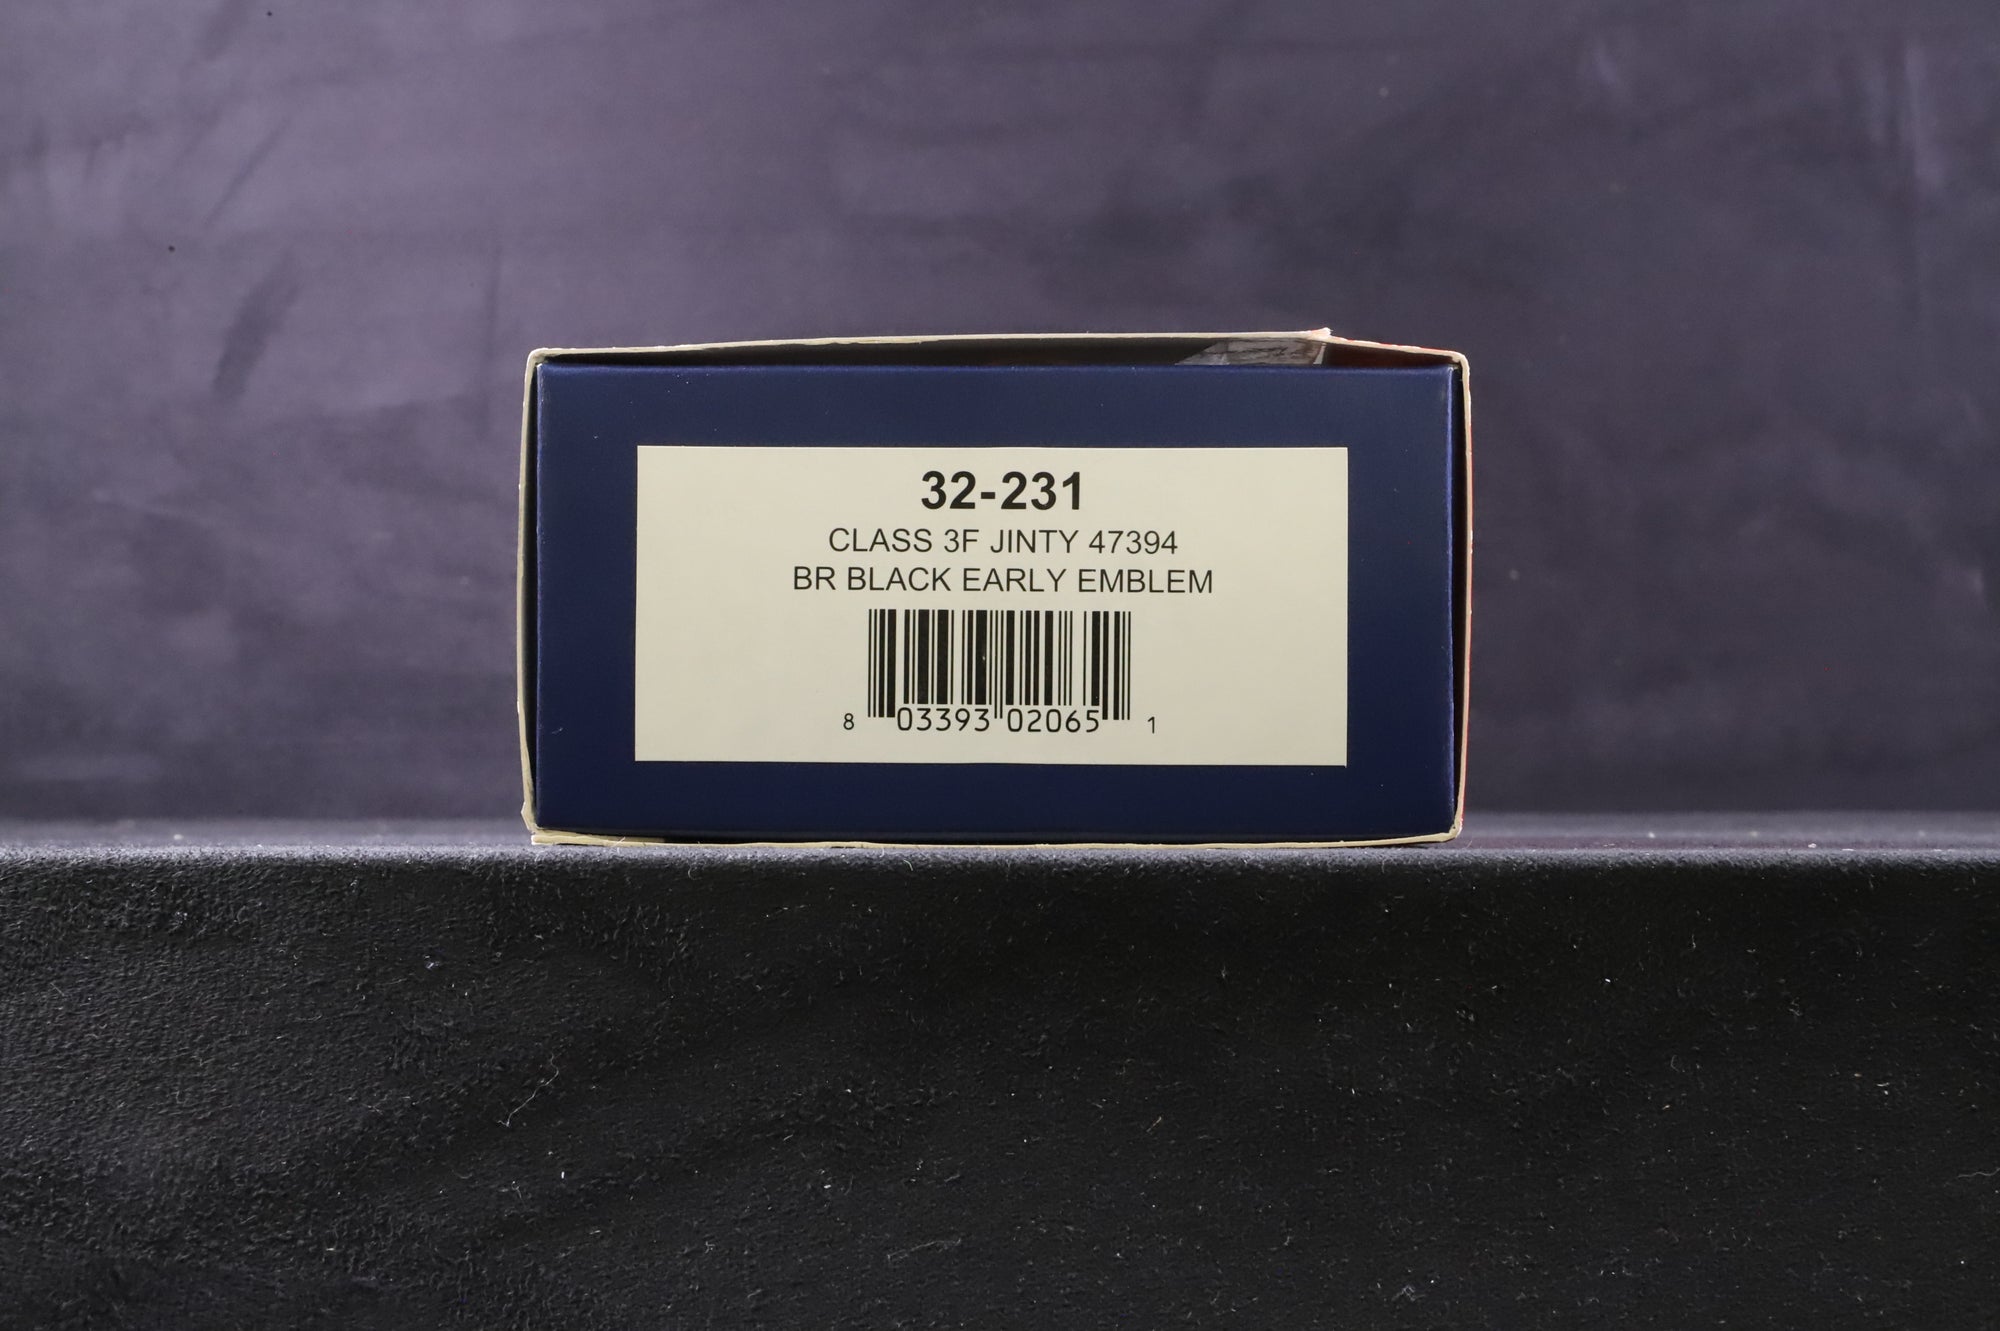 32-231
CLASS 3F JINTY 47394
BR BLACK EARLY EMBLEM
8 03393 02065 1